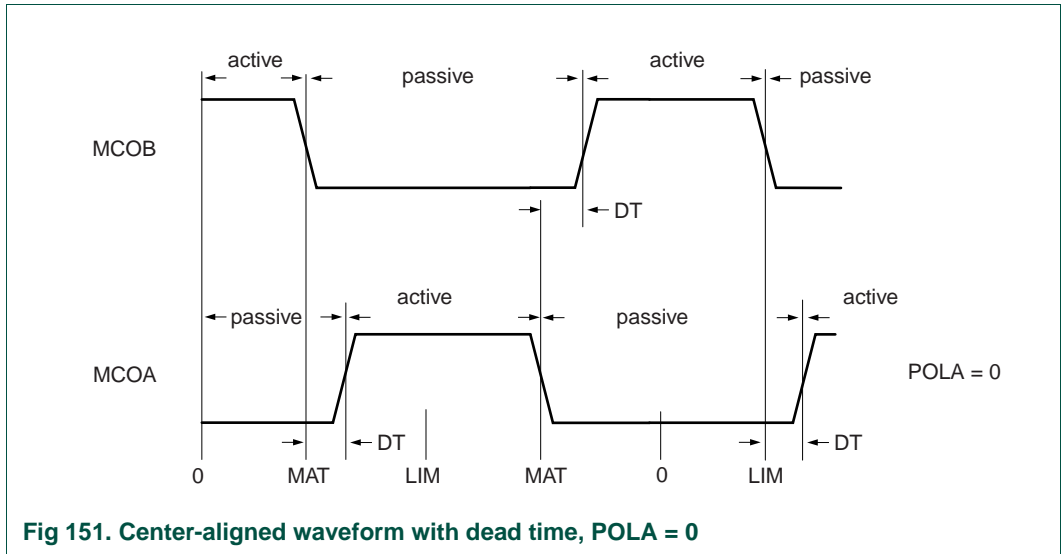 active
passive
active
passive
MCOB
DT
active
active
passive
passive
MCOA
POLA = 0
DT
DT
0
MAT
LIM
MAT
0
LIM
Fig 151. Center-aligned waveform with dead time, POLA = 0